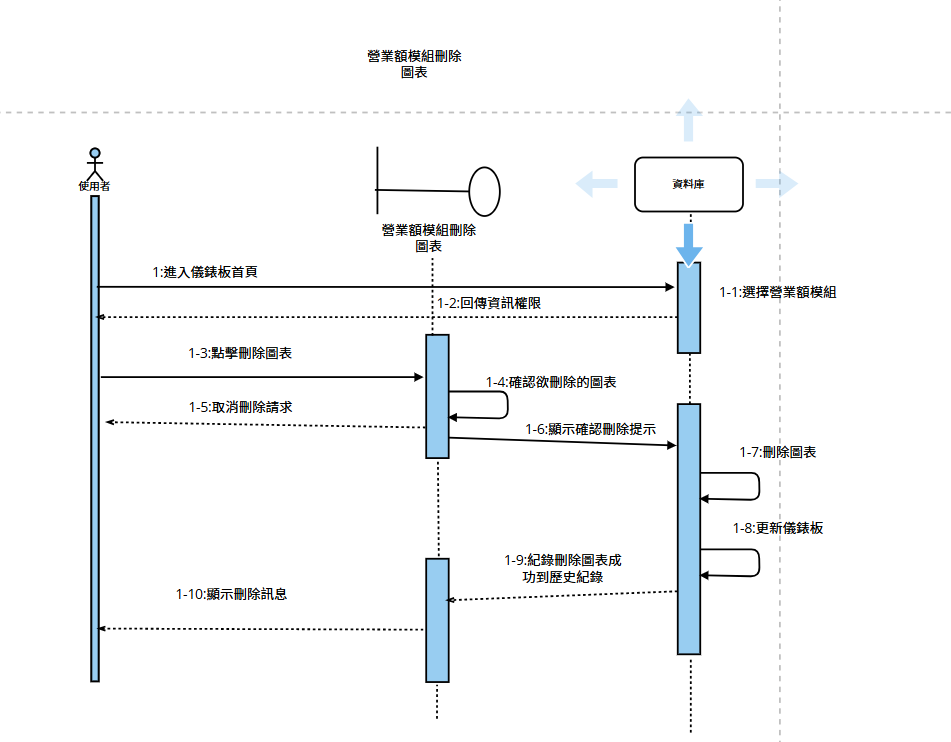 營業額模組刪除
圖表
使用者
資料庫
營業額模組刪除
圖表
1:進入儀錶板首頁
1-1:選擇營業額模組
1-2:回傳資訊權限
1-3:點擊刪除圖表
1-4:確認欲刪除的圖表
1-5:取消刪除請求
1-6:顯示確認刪除提示
1-7:刪除圖表
1-8:更新儀錶板
1-9:紀錄刪除圖表成
功到歷史紀錄
1-10:顯示刪除訊息